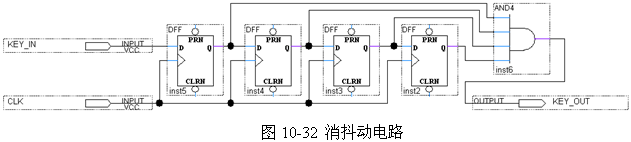 AND4
DFF DFF DFF DFF
PRN PRN PRN PRN
KEY_IN INPUT VCC D Q D Q D Q D Q
CLRN CLRN CLRN CLRN
inst5 inst4 inst3 inst2 inst6
CLK INPUT VCC OUTPUT KEY_OUT
图 10-32 消抖动电路